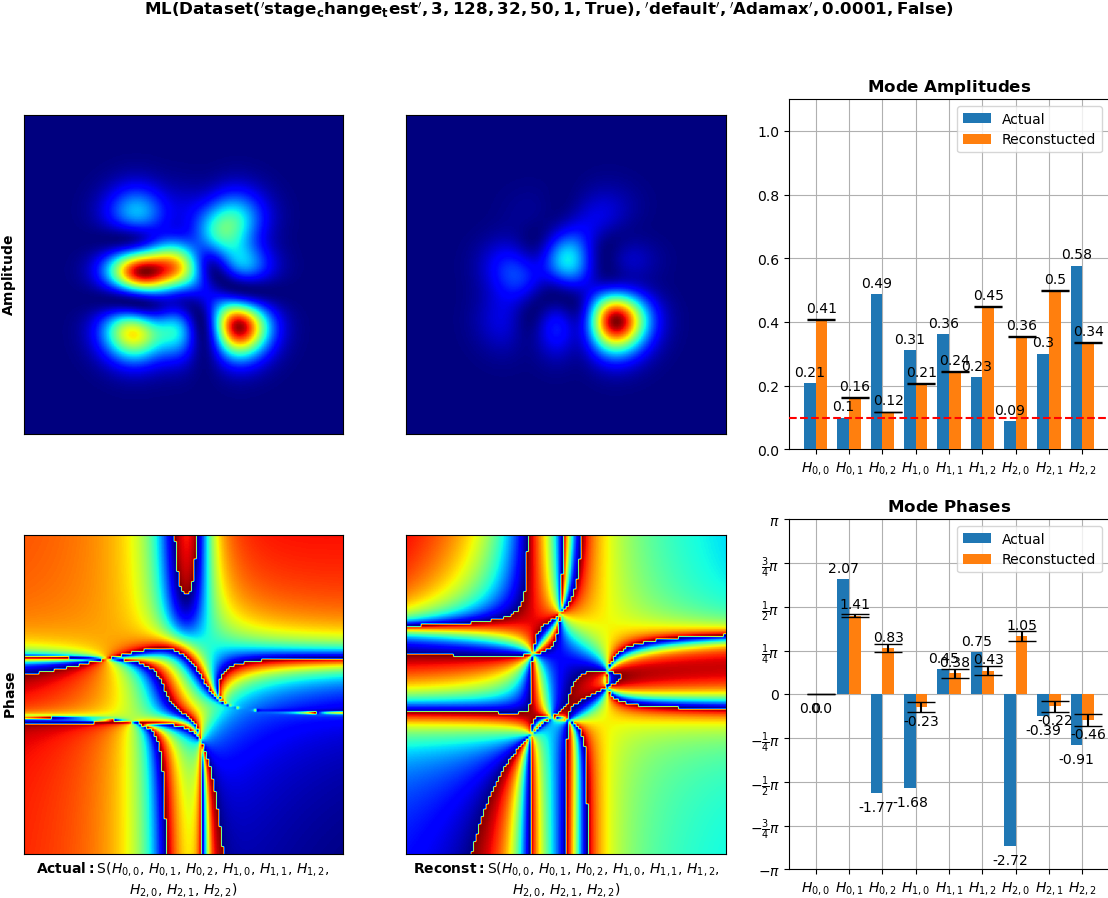 ML(Dataset('stage_change_test', 3, 128, 32, 50, 1, True), 'default', 'Adamax', 0.0001, False)
Amplitude
Mode Amplitudes
Actual
Reconstucted
1.0
0.8
0.6
0.4
0.2
0.0
0.21
0.41
0.1
0.16
0.49
0.12
0.31
0.21
0.36
0.24
0.23
0.45
0.09
0.36
0.3
0.5
0.58
0.34
H0,0 H0,1 H0,2 H1,0 H1,1 H1,2 H2,0 H2,1 H2,2
Phase
Actual: S(H0,0, H0,1, H0,2, H1,0, H1,1, H1,2,
H2,0, H2,1, H2,2)
Reconst: S(H0,0, H0,1, H0,2, H1,0, H1,1, H1,2,
H2,0, H2,1, H2,2)
Mode Phases
Actual
Reconstucted
π
3/4π
1/2π
1/4π
0
−1/4π
−1/2π
−3/4π
−π
0.0
0.0
2.07
1.41
-1.77
0.83
-1.68
-0.23
0.45
0.38
0.75
0.43
-2.72
1.05
-0.39
-0.22
-0.91
-0.46
H0,0 H0,1 H0,2 H1,0 H1,1 H1,2 H2,0 H2,1 H2,2